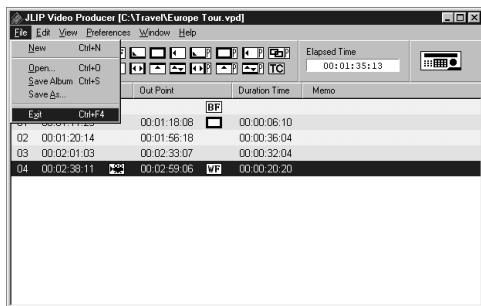 JLIP Video Producer [C:\Travel\Europe Tour.vpd]
File Edit View Preferences Window Help
New Ctrl+N
Open... Ctrl+O
Save Album Ctrl+S
Save As...
Exit Ctrl+F4
P P P P
P P P TC
Elapsed Time
00:01:35:13
Out Point Duration Time Memo
BF
00:01:18:08 00:00:06:10
02 00:01:20:14 00:01:56:18 00:00:36:04
03 00:02:01:03 00:02:33:07 00:00:32:04
04 00:02:38:11 00:02:59:06 WF 00:00:20:20